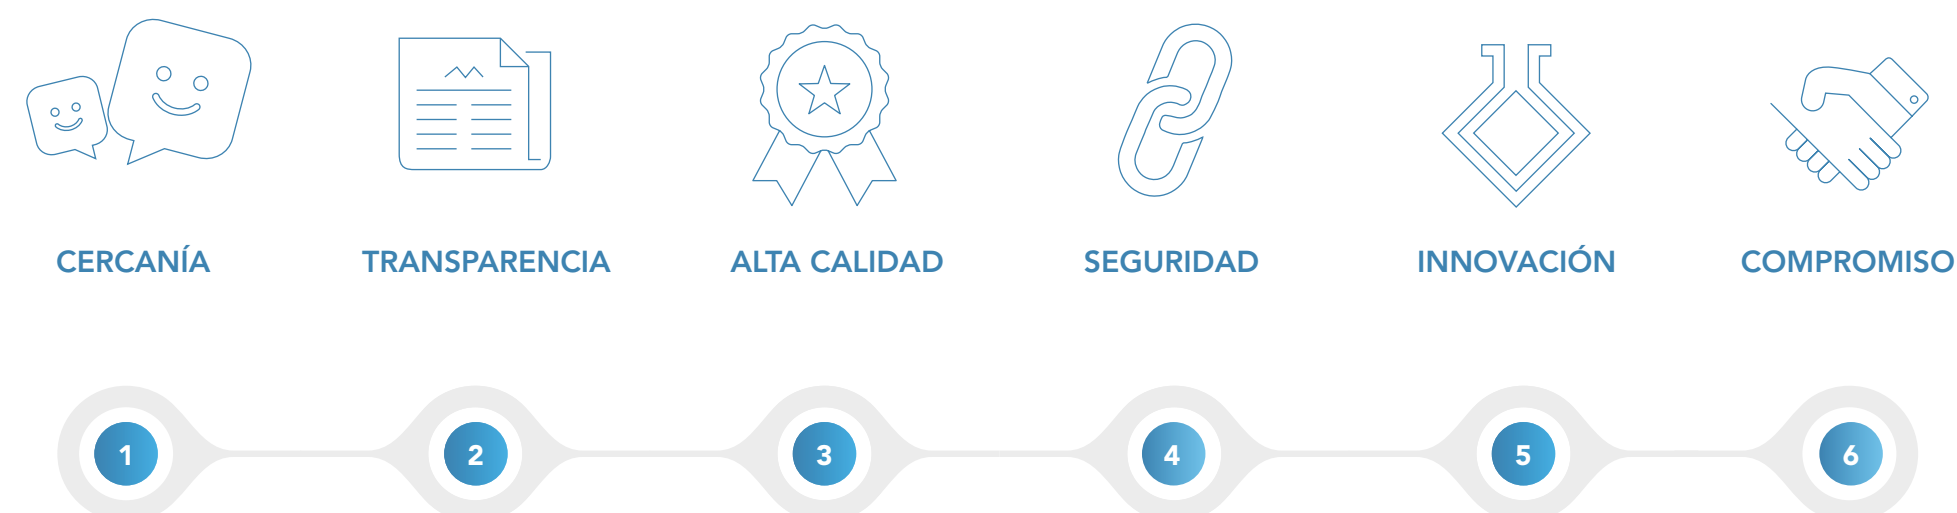 CERCANÍA TRANSPARENCIA ALTA CALIDAD SEGURIDAD INNOVACIÓN COMPROMISO
1 2 3 4 5 6